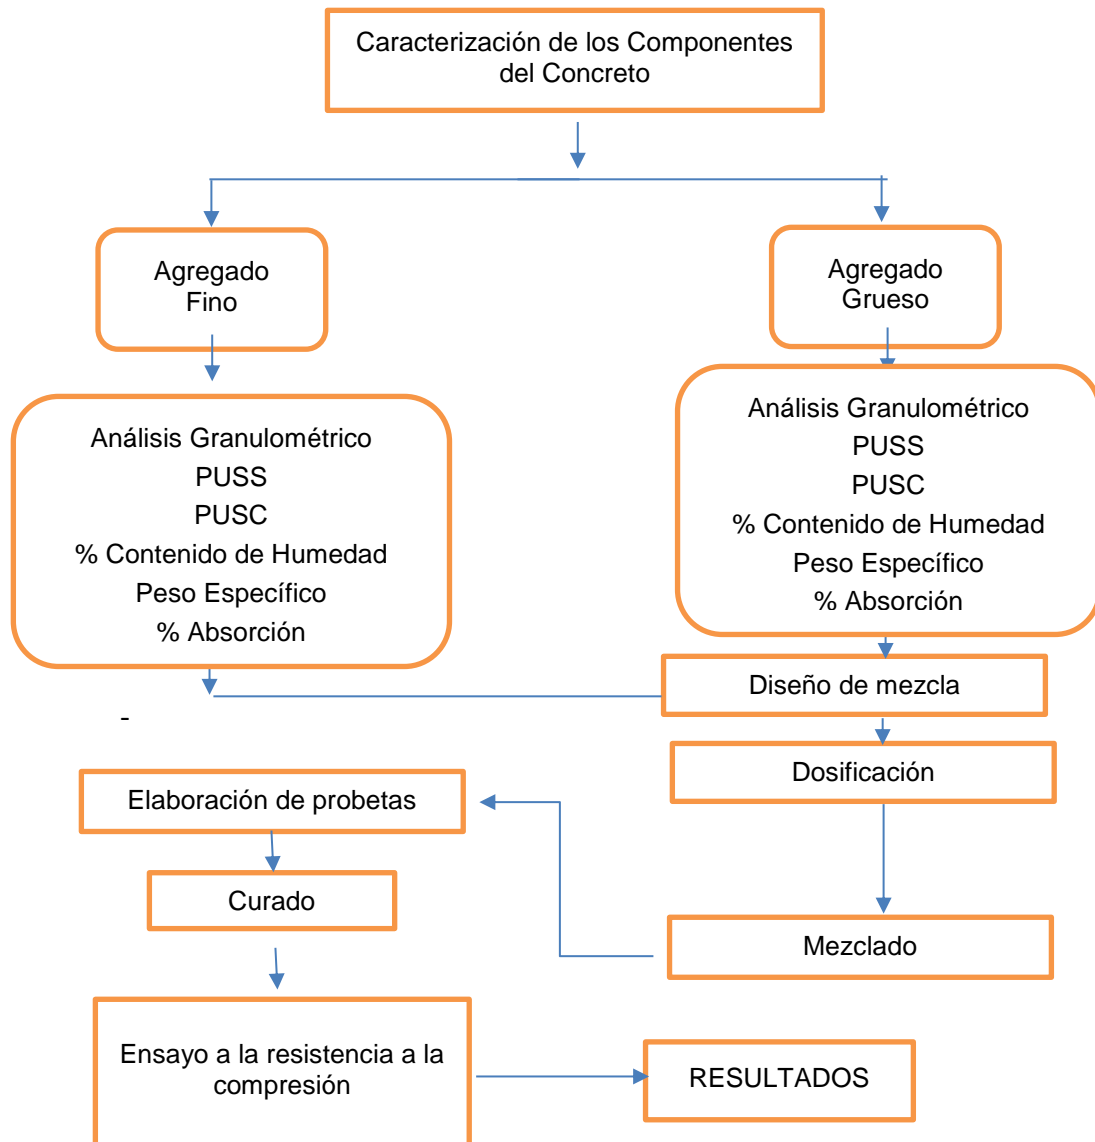 Caracterización de los Componentes
del Concreto
Agregado
Fino
Agregado
Grueso
Análisis Granulométrico
PUSS
PUSC
% Contenido de Humedad
Peso Específico
% Absorción
Análisis Granulométrico
PUSS
PUSC
% Contenido de Humedad
Peso Específico
% Absorción
Diseño de mezcla
-
Dosificación
Elaboración de probetas
Curado
Mezclado
Ensayo a la resistencia a la
compresión
RESULTADOS